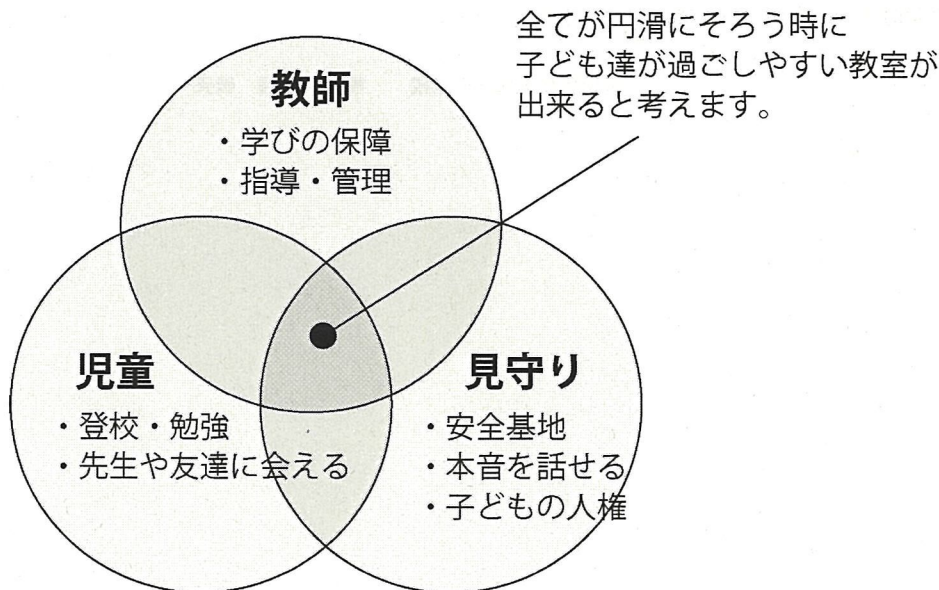 全てが円滑にそろう時に
子ども達が過ごしやすい教室が
出来ると考えます。
教師
・学びの保障
・指導・管理
児童
・登校・勉強
・先生や友達に会える
見守り
・安全基地
・本音を話せる
・子どもの人権